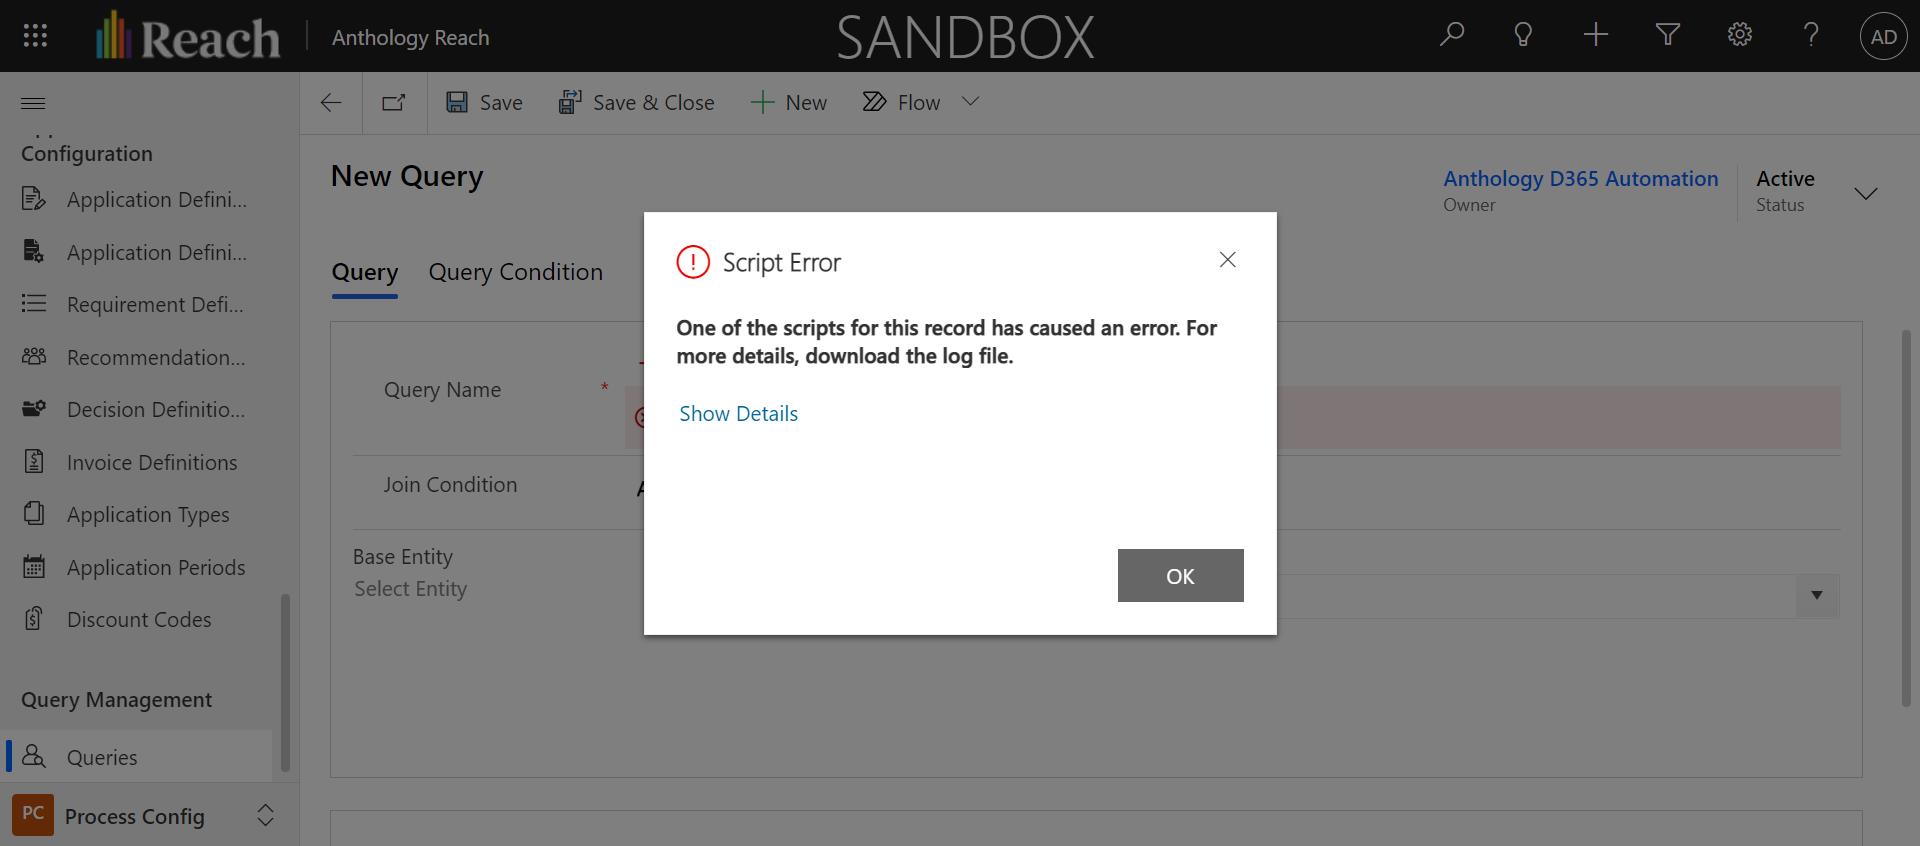 Reach
Anthology Reach
SANDBOX
AD
Save
Save & Close
New
Flow
Configuration
Application Defini...
Application Defini...
Requirement Defi...
Recommendation...
Decision Definitio...
Invoice Definitions
Application Types
Application Periods
Discount Codes
Query Management
Queries
PC
Process Config
New Query
Anthology D365 Automation
Owner
Active
Status
Query
Query Condition
Query Name
*
Join Condition
Base Entity
Select Entity
Script Error
One of the scripts for this record has caused an error. For
more details, download the log file.
Show Details
OK